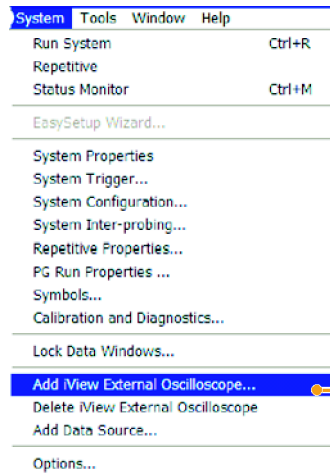 System Tools Window Help
Run System Ctrl+R
Repetitive
Status Monitor Ctrl+M
EasySetup Wizard...
System Properties
System Trigger...
System Configuration...
System Inter-probing...
Repetitive Properties...
PG Run Properties ...
Symbols...
Calibration and Diagnostics...
Lock Data Windows...
Add iView External Oscilloscope...
Delete iView External Oscilloscope
Add Data Source...
Options...